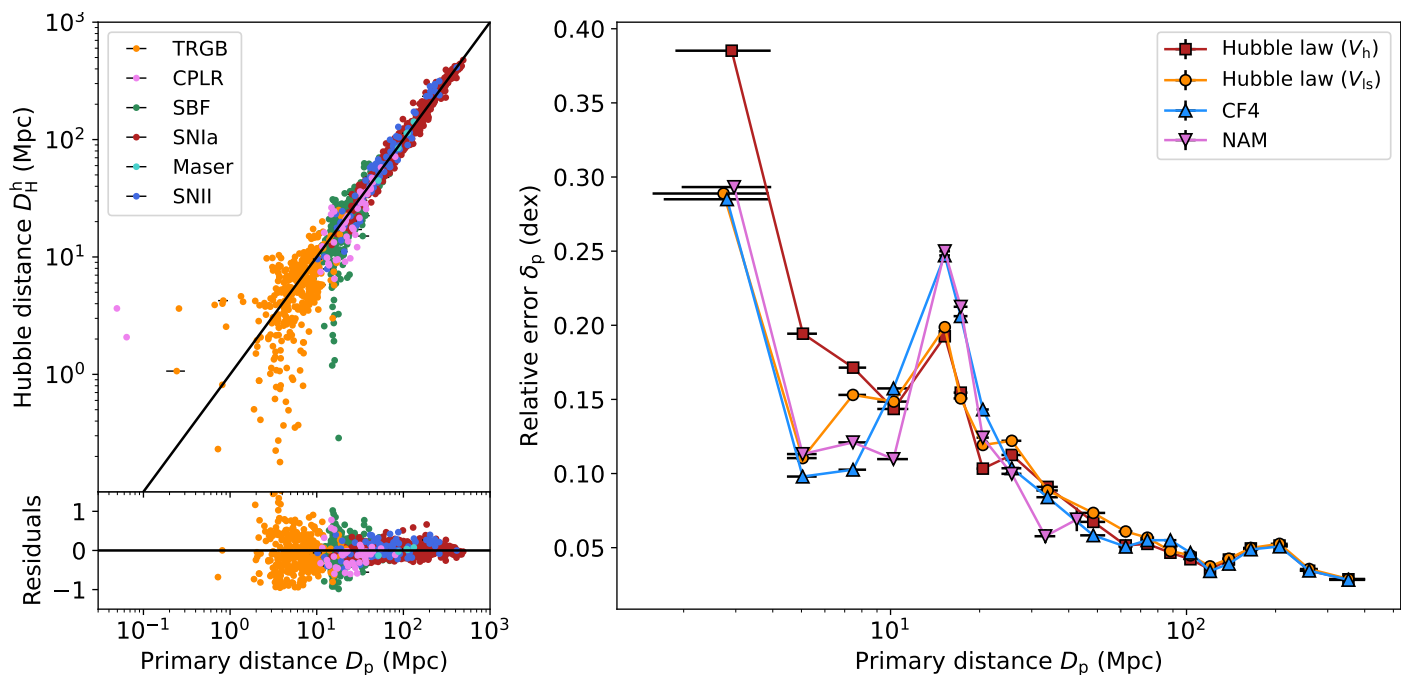 10³
10²
10¹
10⁰
Hubble distance D_H^h (Mpc)
TRGB
CPLR
SBF
SNIa
Maser
SNII
1
0
−1
Residuals
10⁻¹ 10⁰ 10¹ 10² 10³
Primary distance D_p (Mpc)
0.40
0.35
0.30
0.25
0.20
0.15
0.10
0.05
Relative error δ_p (dex)
Hubble law (V_h)
Hubble law (V_ls)
CF4
NAM
10¹ 10²
Primary distance D_p (Mpc)